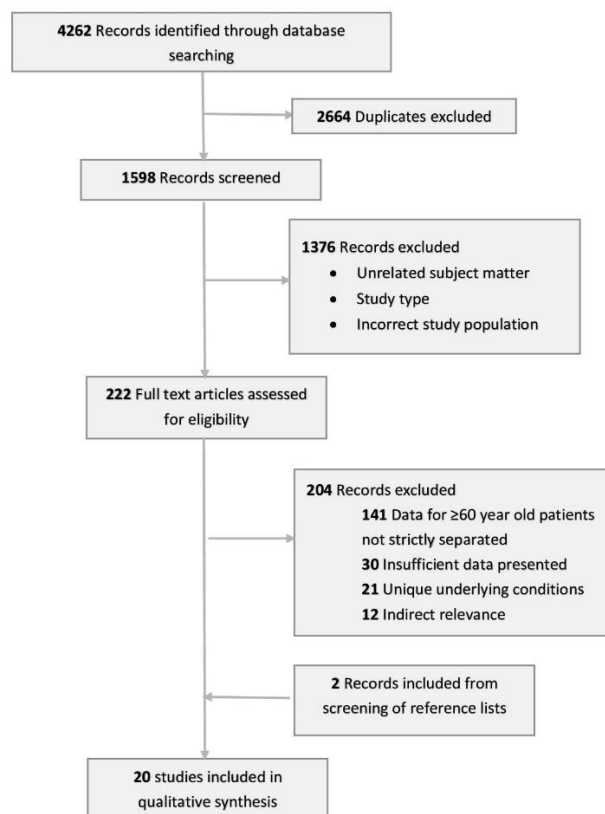 4262 Records identified through database
searching
2664 Duplicates excluded
1598 Records screened
1376 Records excluded
• Unrelated subject matter
• Study type
• Incorrect study population
222 Full text articles assessed
for eligibility
204 Records excluded
141 Data for ≥60 year old patients
not strictly separated
30 Insufficient data presented
21 Unique underlying conditions
12 Indirect relevance
2 Records included from
screening of reference lists
20 studies included in
qualitative synthesis